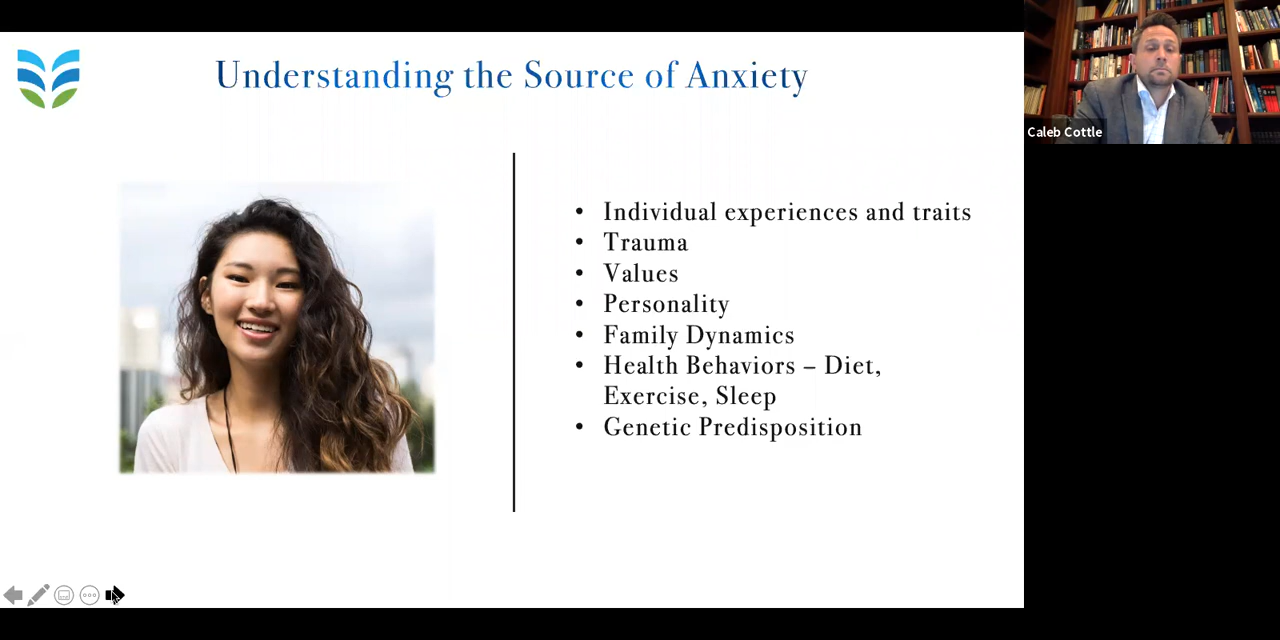 Understanding the Source of Anxiety
Caleb Cottle
• Individual experiences and traits
• Trauma
• Values
• Personality
• Family Dynamics
• Health Behaviors – Diet,
Exercise, Sleep
• Genetic Predisposition